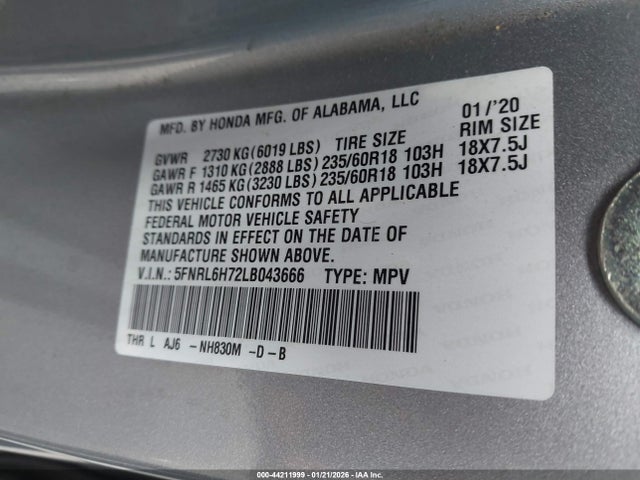 MFD. BY HONDA MFG. OF ALABAMA, LLC 01/'20
GVWR 2730 KG(6019 LBS) TIRE SIZE RIM SIZE
GAWR F 1310 KG(2888 LBS)235/60R18 103H 18X7.5J
GAWR R 1465 KG(3230 LBS)235/60R18 103H 18X7.5J
THIS VEHICLE CONFORMS TO ALL APPLICABLE
FEDERAL MOTOR VEHICLE SAFETY
STANDARDS IN EFFECT ON THE DATE OF
MANUFACTURE SHOWN ABOVE.
V.I.N.: 5FNRL6H72LB043666 TYPE: MPV
THR L AJ6 -NH830M -D-B
000-44211999 - 01/21/2026 - IAAI.COM